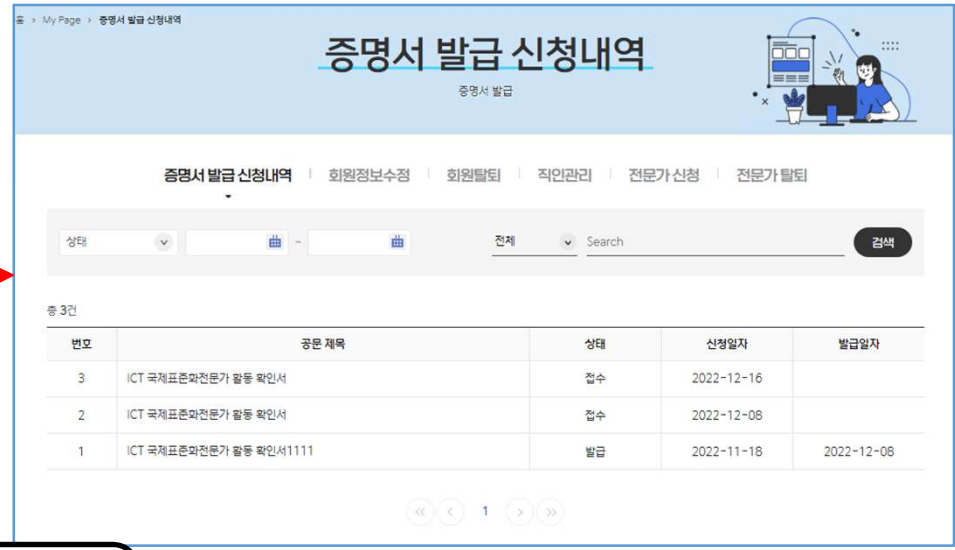 홈 > My Page > 증명서 발급 신청내역
증명서 발급 신청내역
증명서 발급
증명서 발급 신청내역 | 회원정보수정 | 회원탈퇴 | 직인관리 | 전문가 신청 | 전문가 탈퇴
상태 ~ 전체 Search 검색
총 3건
번호 공문 제목 상태 신청일자 발급일자
3 ICT 국제표준화전문가 활동 확인서 접수 2022-12-16
2 ICT 국제표준화전문가 활동 확인서 접수 2022-12-08
1 ICT 국제표준화전문가 활동 확인서1111 발급 2022-11-18 2022-12-08
1